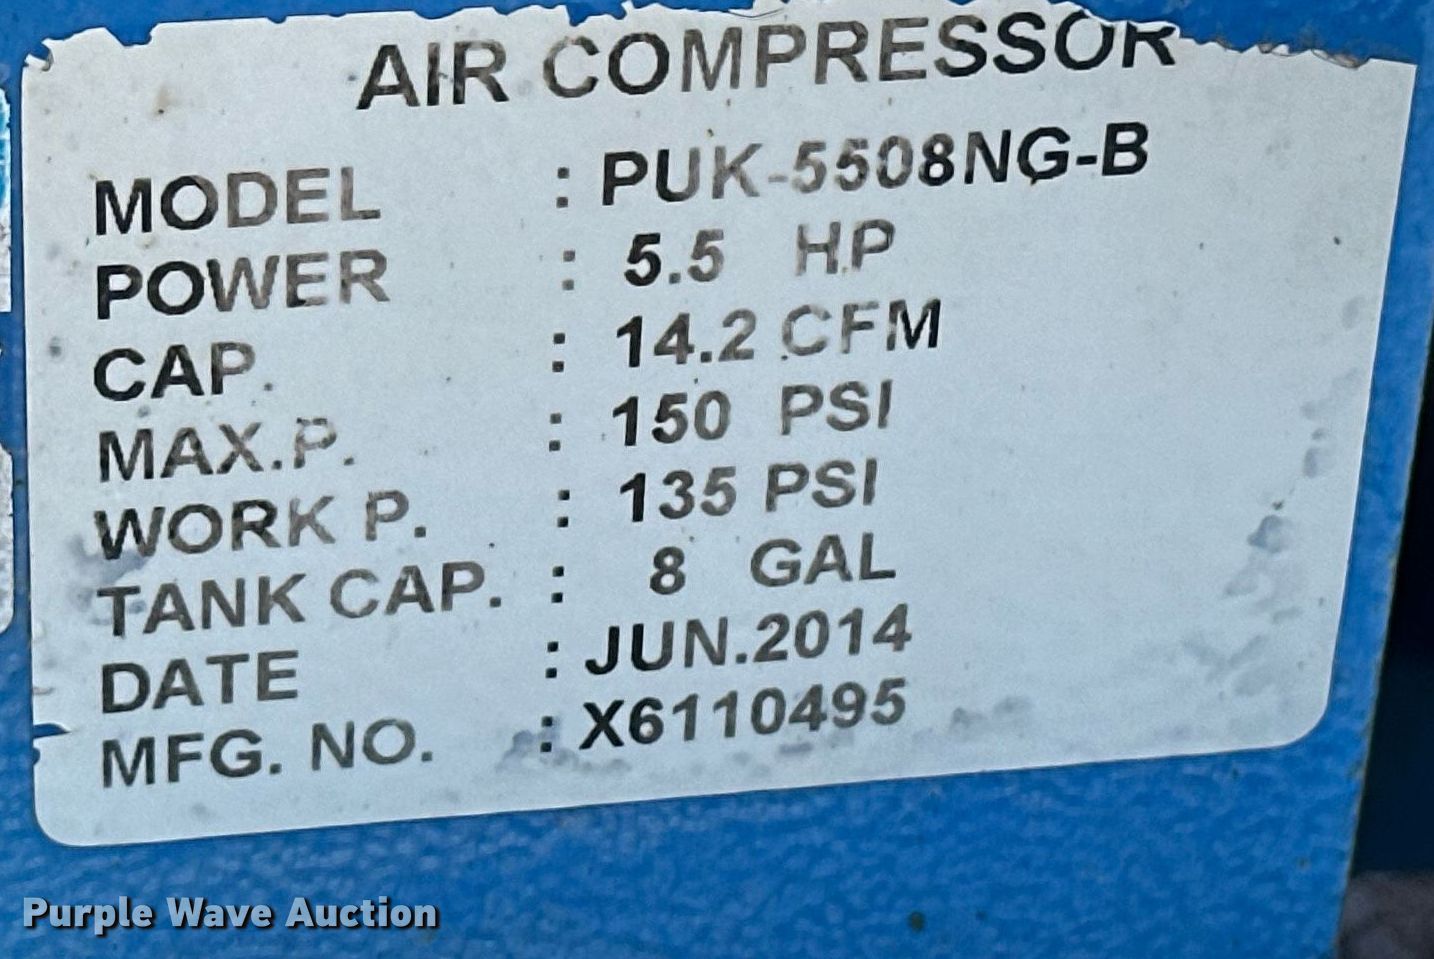 AIR COMPRESSOR
MODEL : PUK-5508NG-B
POWER : 5.5 HP
CAP. : 14.2 CFM
MAX.P. : 150 PSI
WORK P. : 135 PSI
TANK CAP. : 8 GAL
DATE : JUN.2014
MFG. NO. : X6110495
Purple Wave Auction